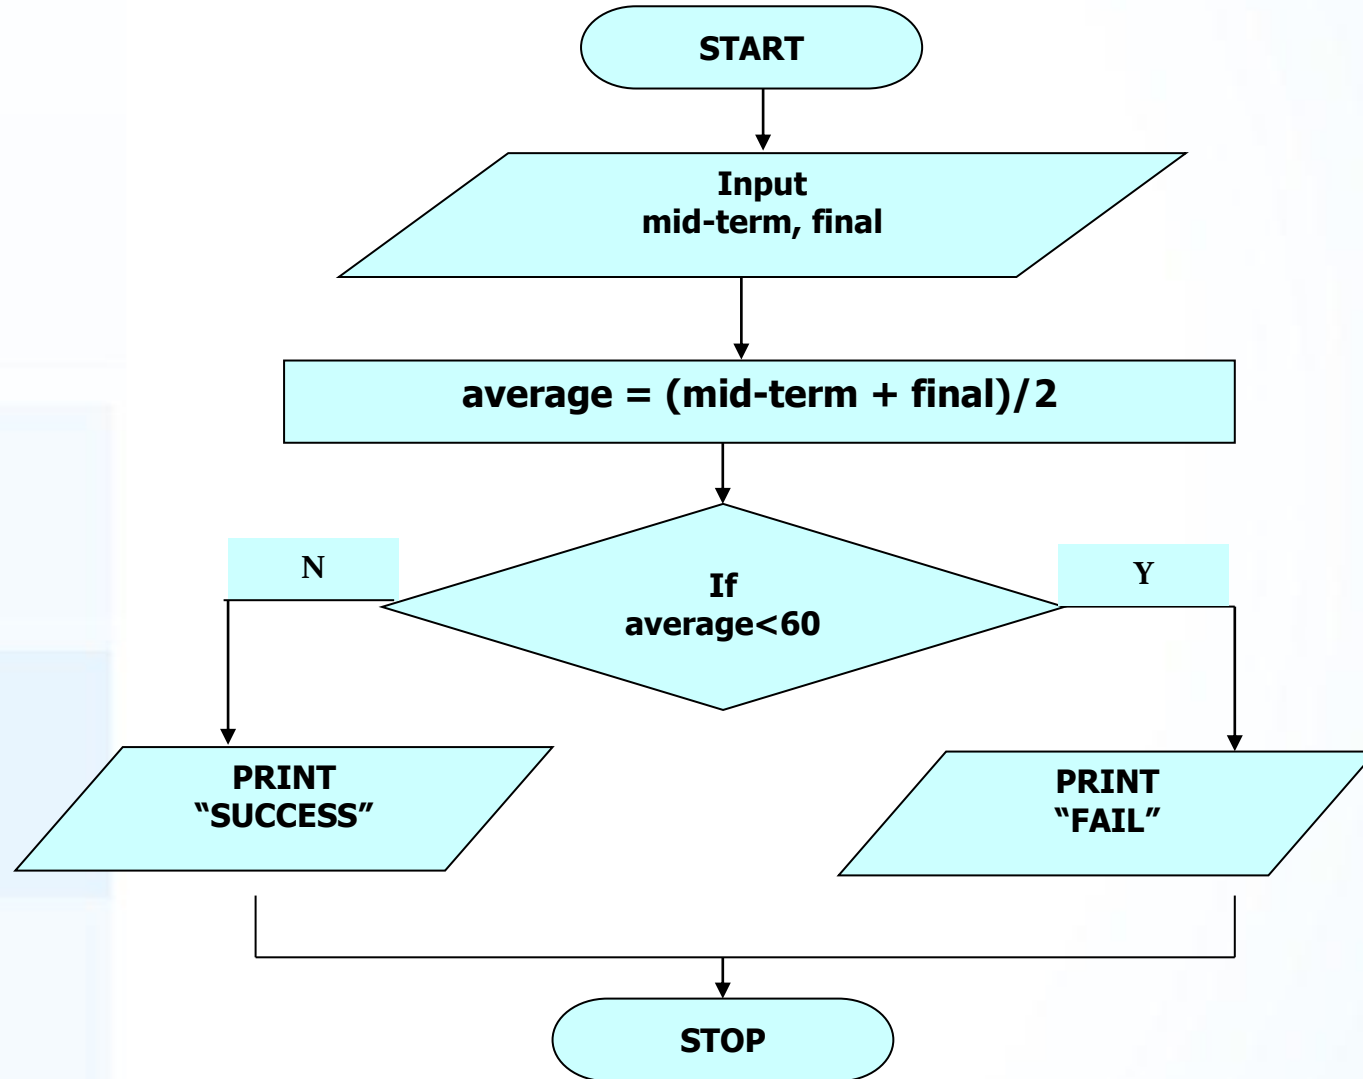 START
Input
mid-term, final
average = (mid-term + final)/2
N
If
average<60
Y
PRINT
“SUCCESS”
PRINT
“FAIL”
STOP